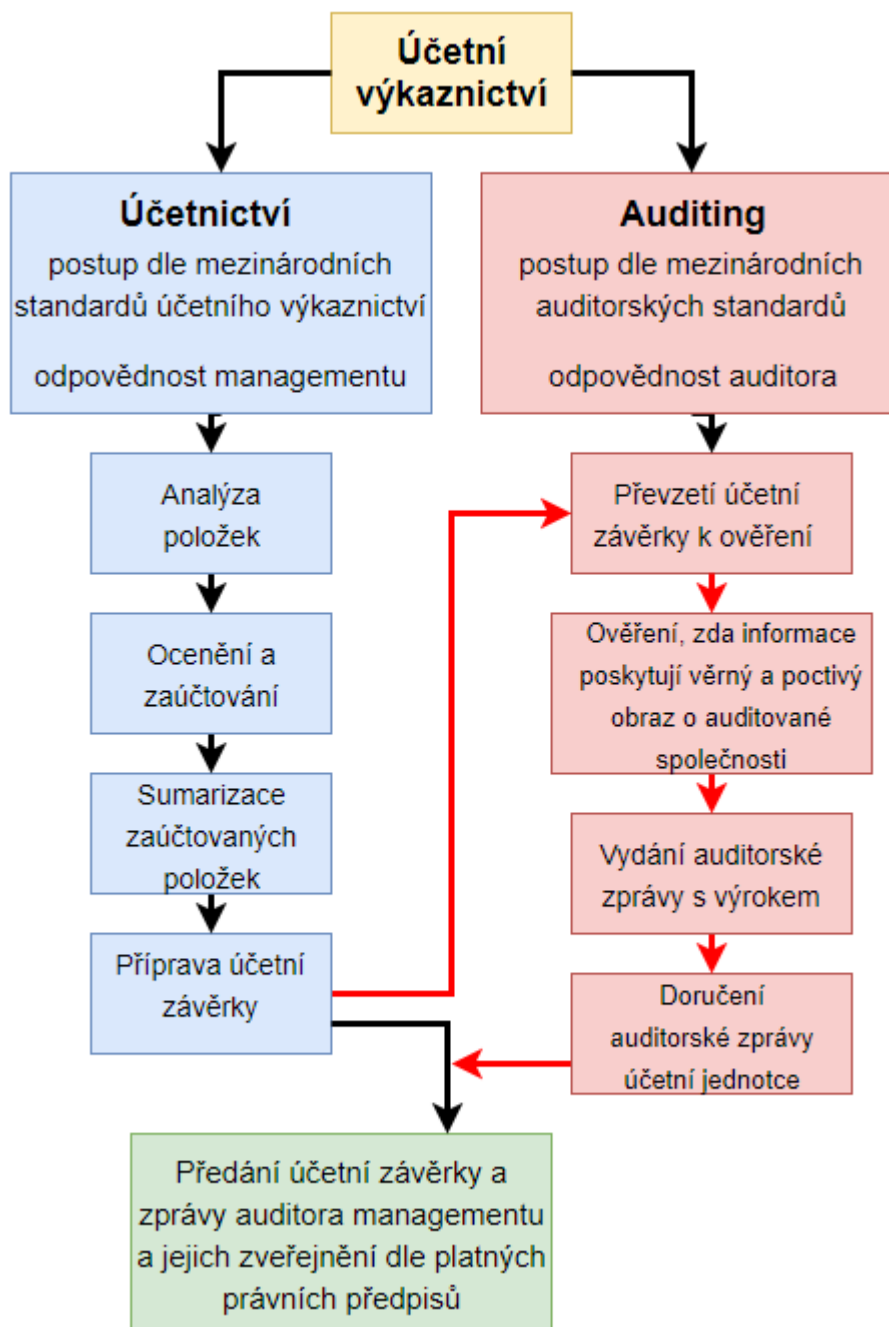 Účetní
výkaznictví
Účetnictví
postup dle mezinárodních
standardů účetního výkaznictví
odpovědnost managementu
Auditing
postup dle mezinárodních
auditorských standardů
odpovědnost auditora
Analýza
položek
Ocenění a
zaúčtování
Sumarizace
zaúčtovaných
položek
Příprava účetní
závěrky
Převzetí účetní
závěrky k ověření
Ověření, zda informace
poskytují věrný a poctivý
obraz o auditované
společnosti
Vydání auditorské
zprávy s výrokem
Doručení
auditorské zprávy
účetní jednotce
Předání účetní závěrky a
zprávy auditora managementu
a jejich zveřejnění dle platných
právních předpisů